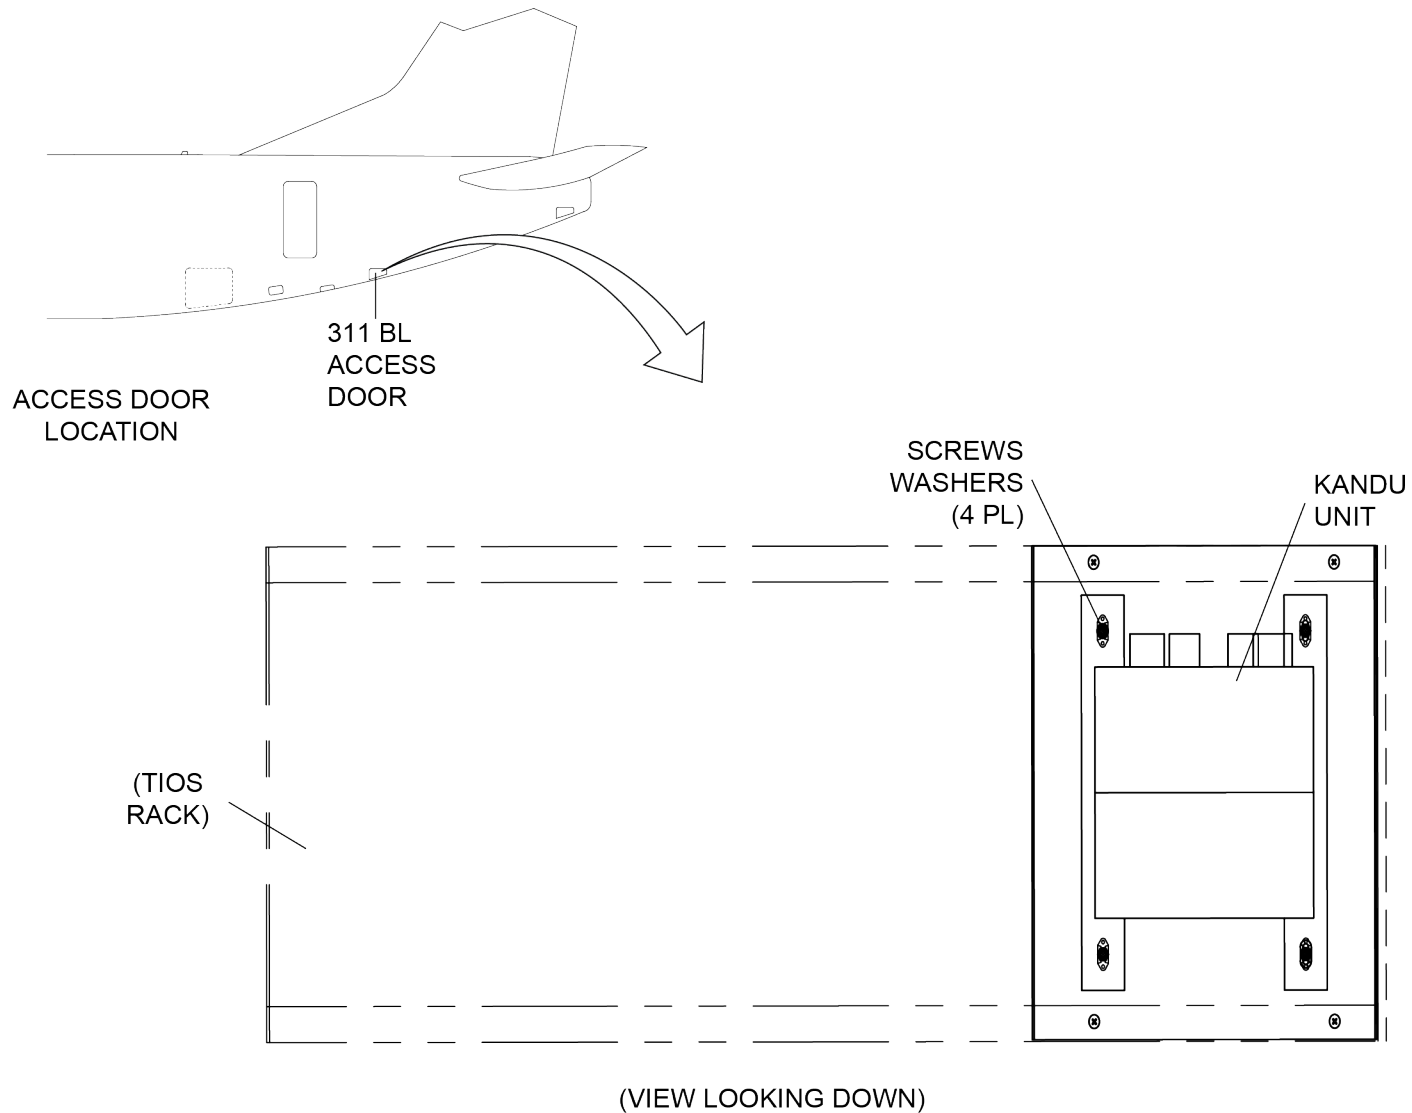 311 BL
ACCESS
DOOR
ACCESS DOOR
LOCATION
SCREWS
WASHERS
(4 PL)
KANDU
UNIT
(TIOS
RACK)
(VIEW LOOKING DOWN)